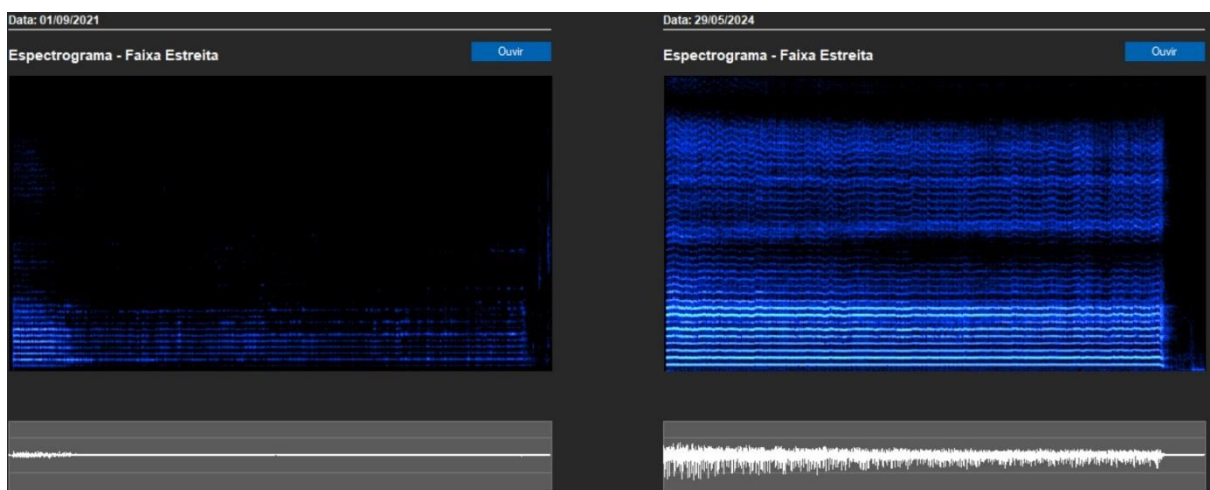 Data: 01/09/2021
Espectrograma - Faixa Estreita
Ouvir
Data: 29/05/2024
Espectrograma - Faixa Estreita
Ouvir